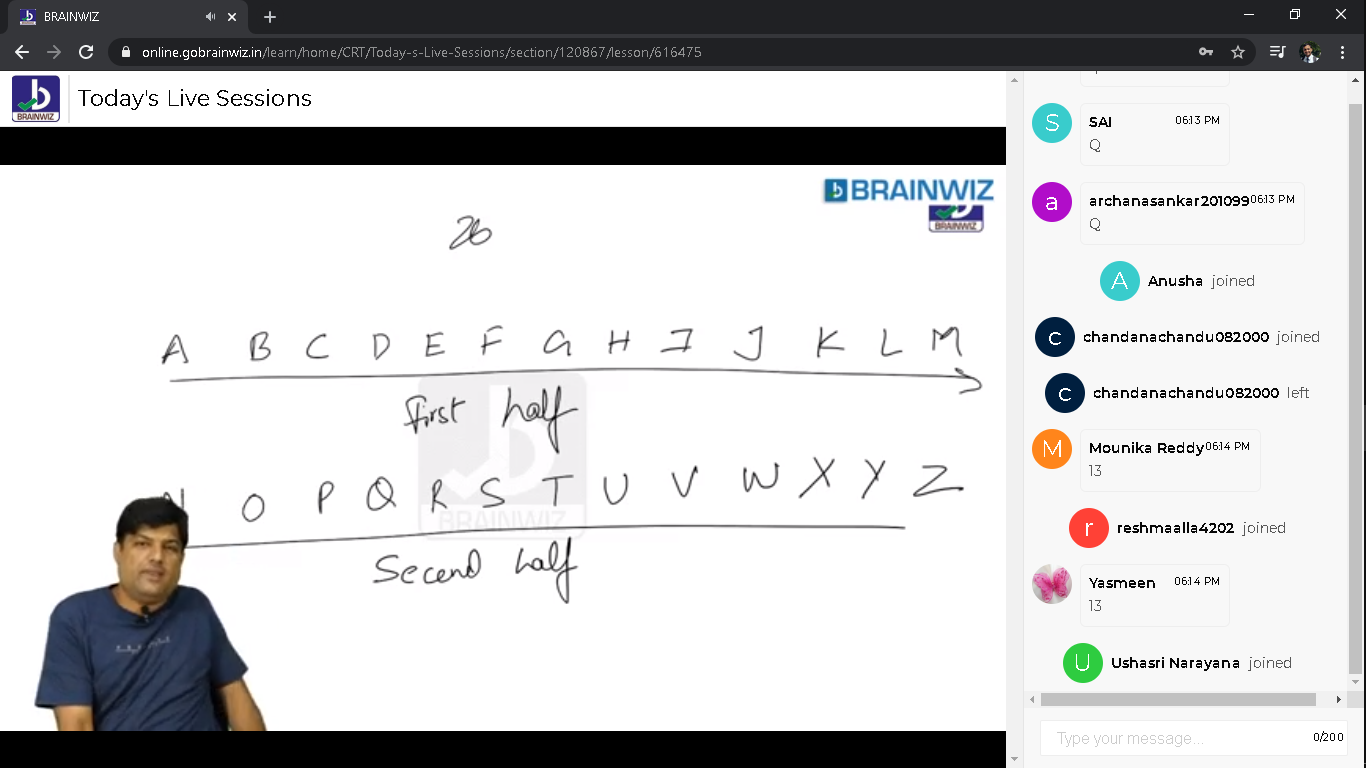 BRAINWIZ
online.gobrainwiz.in/learn/home/CRT/Today-s-Live-Sessions/section/120867/lesson/616475
BRAINWIZ
Today's Live Sessions
BRAINWIZ
BRAINWIZ
26
A B C D E F G H I J K L M
First half
N O P Q R S T U V W X Y Z
BRAINWIZ
Second half
S
SAI 06:13 PM
Q
a
archanasankar201099 06:13 PM
Q
A Anusha joined
c chandanachandu082000 joined
c chandanachandu082000 left
M
Mounika Reddy 06:14 PM
13
r reshmaalla4202 joined
Yasmeen 06:14 PM
13
U Ushasri Narayana joined
Type your message... 0/200